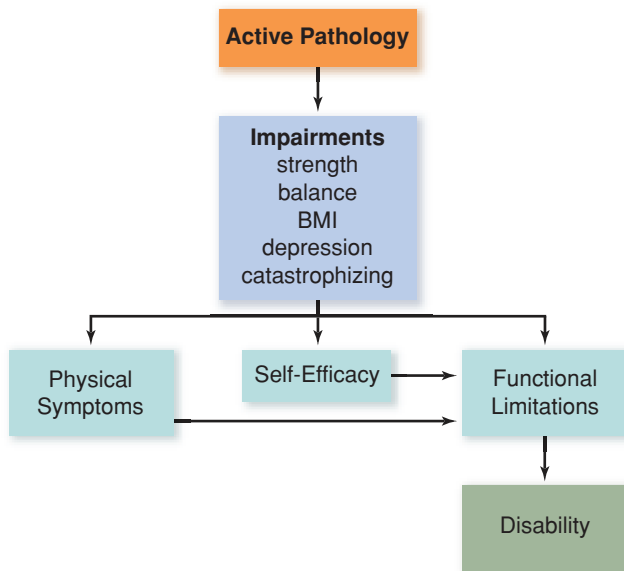 Active Pathology
Impairments
strength
balance
BMI
depression
catastrophizing
Physical
Symptoms
Self-Efficacy
Functional
Limitations
Disability